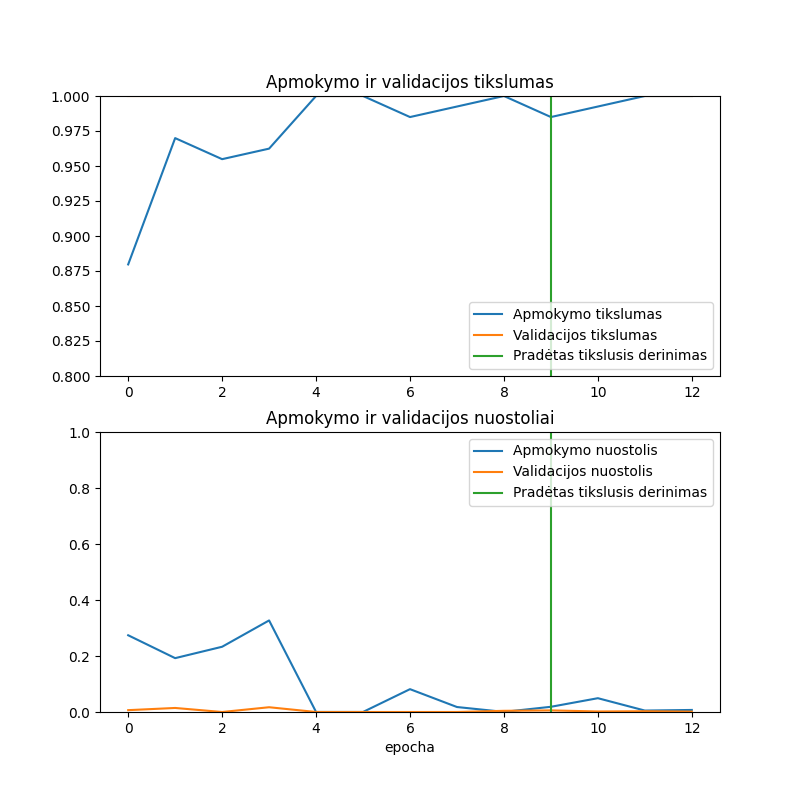 Apmokymo ir validacijos tikslumas
1.000
0.975
0.950
0.925
0.900
0.875
0.850
0.825
0.800
Apmokymo tikslumas
Validacijos tikslumas
Pradėtas tikslusis derinimas
0 2 4 6 8 10 12
Apmokymo ir validacijos nuostoliai
1.0
0.8
0.6
0.4
0.2
0.0
Apmokymo nuostolis
Validacijos nuostolis
Pradėtas tikslusis derinimas
0 2 4 6 8 10 12
epocha